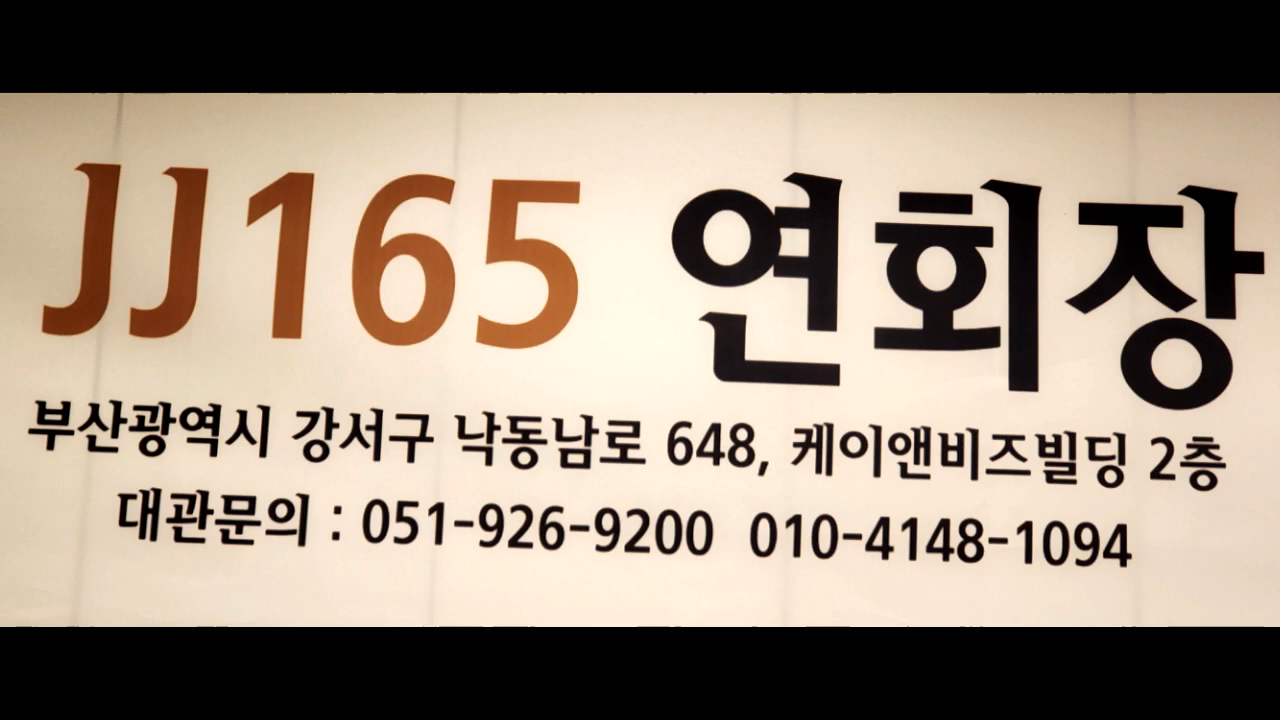 JJ165 연회장
부산광역시 강서구 낙동남로 648, 케이앤비즈빌딩 2층
대관문의 : 051-926-9200 010-4148-1094